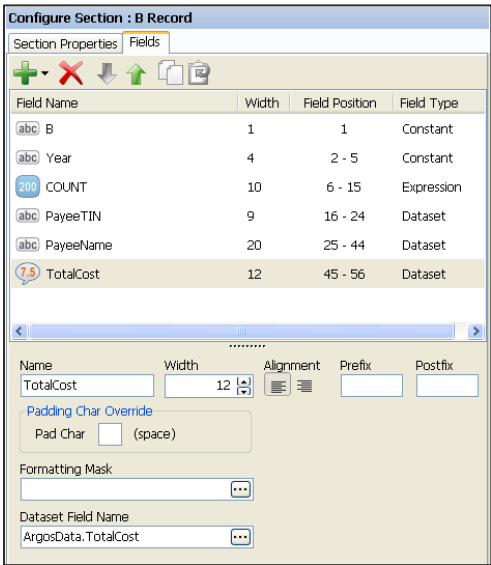 Configure Section : B Record
Section Properties Fields
Field Name Width Field Position Field Type
abc B 1 1 Constant
abc Year 4 2 - 5 Constant
200 COUNT 10 6 - 15 Expression
abc PayeeTIN 9 16 - 24 Dataset
abc PayeeName 20 25 - 44 Dataset
7.5 TotalCost 12 45 - 56 Dataset
Name Width Alignment Prefix Postfix
TotalCost 12
Padding Char Override
Pad Char (space)
Formatting Mask
...
Dataset Field Name
ArgosData.TotalCost ...